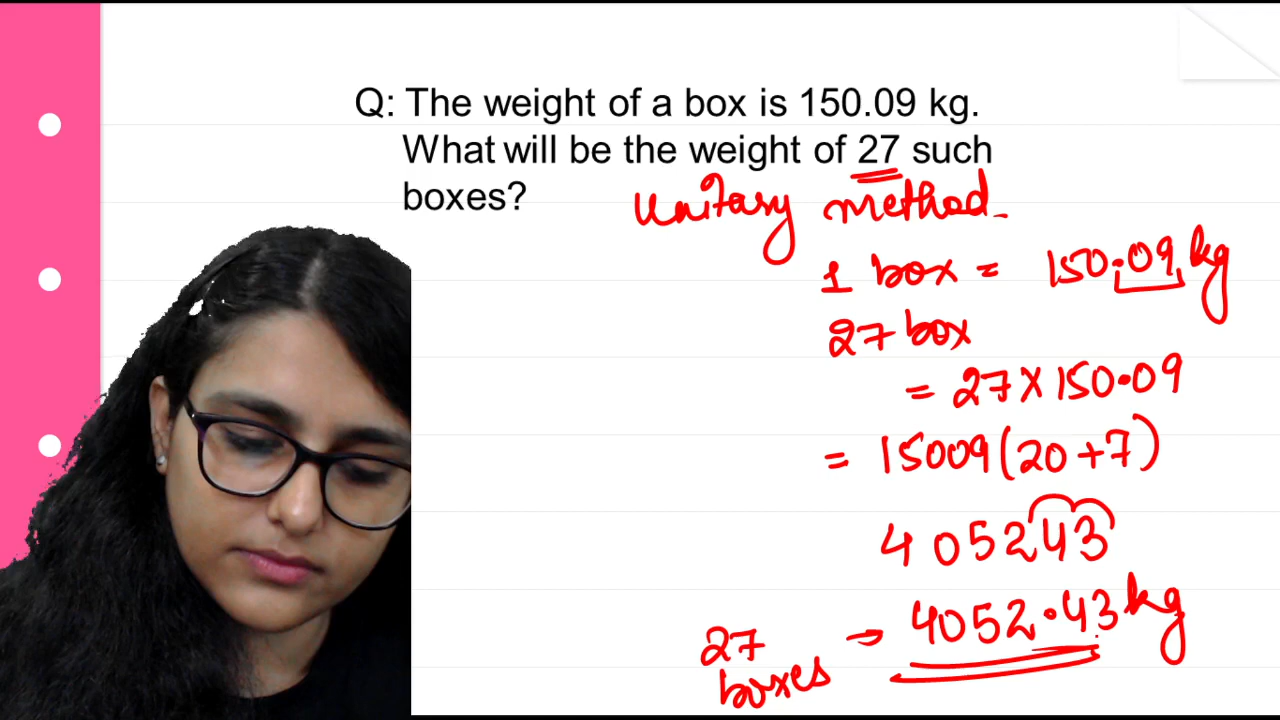 Q: The weight of a box is 150.09 kg.
What will be the weight of 27 such
boxes?
Unitary method.
1 box = 150.09 kg
27 box
= 27 × 150.09
= 15009 (20 + 7)
405243
27 boxes → 4052.43 kg